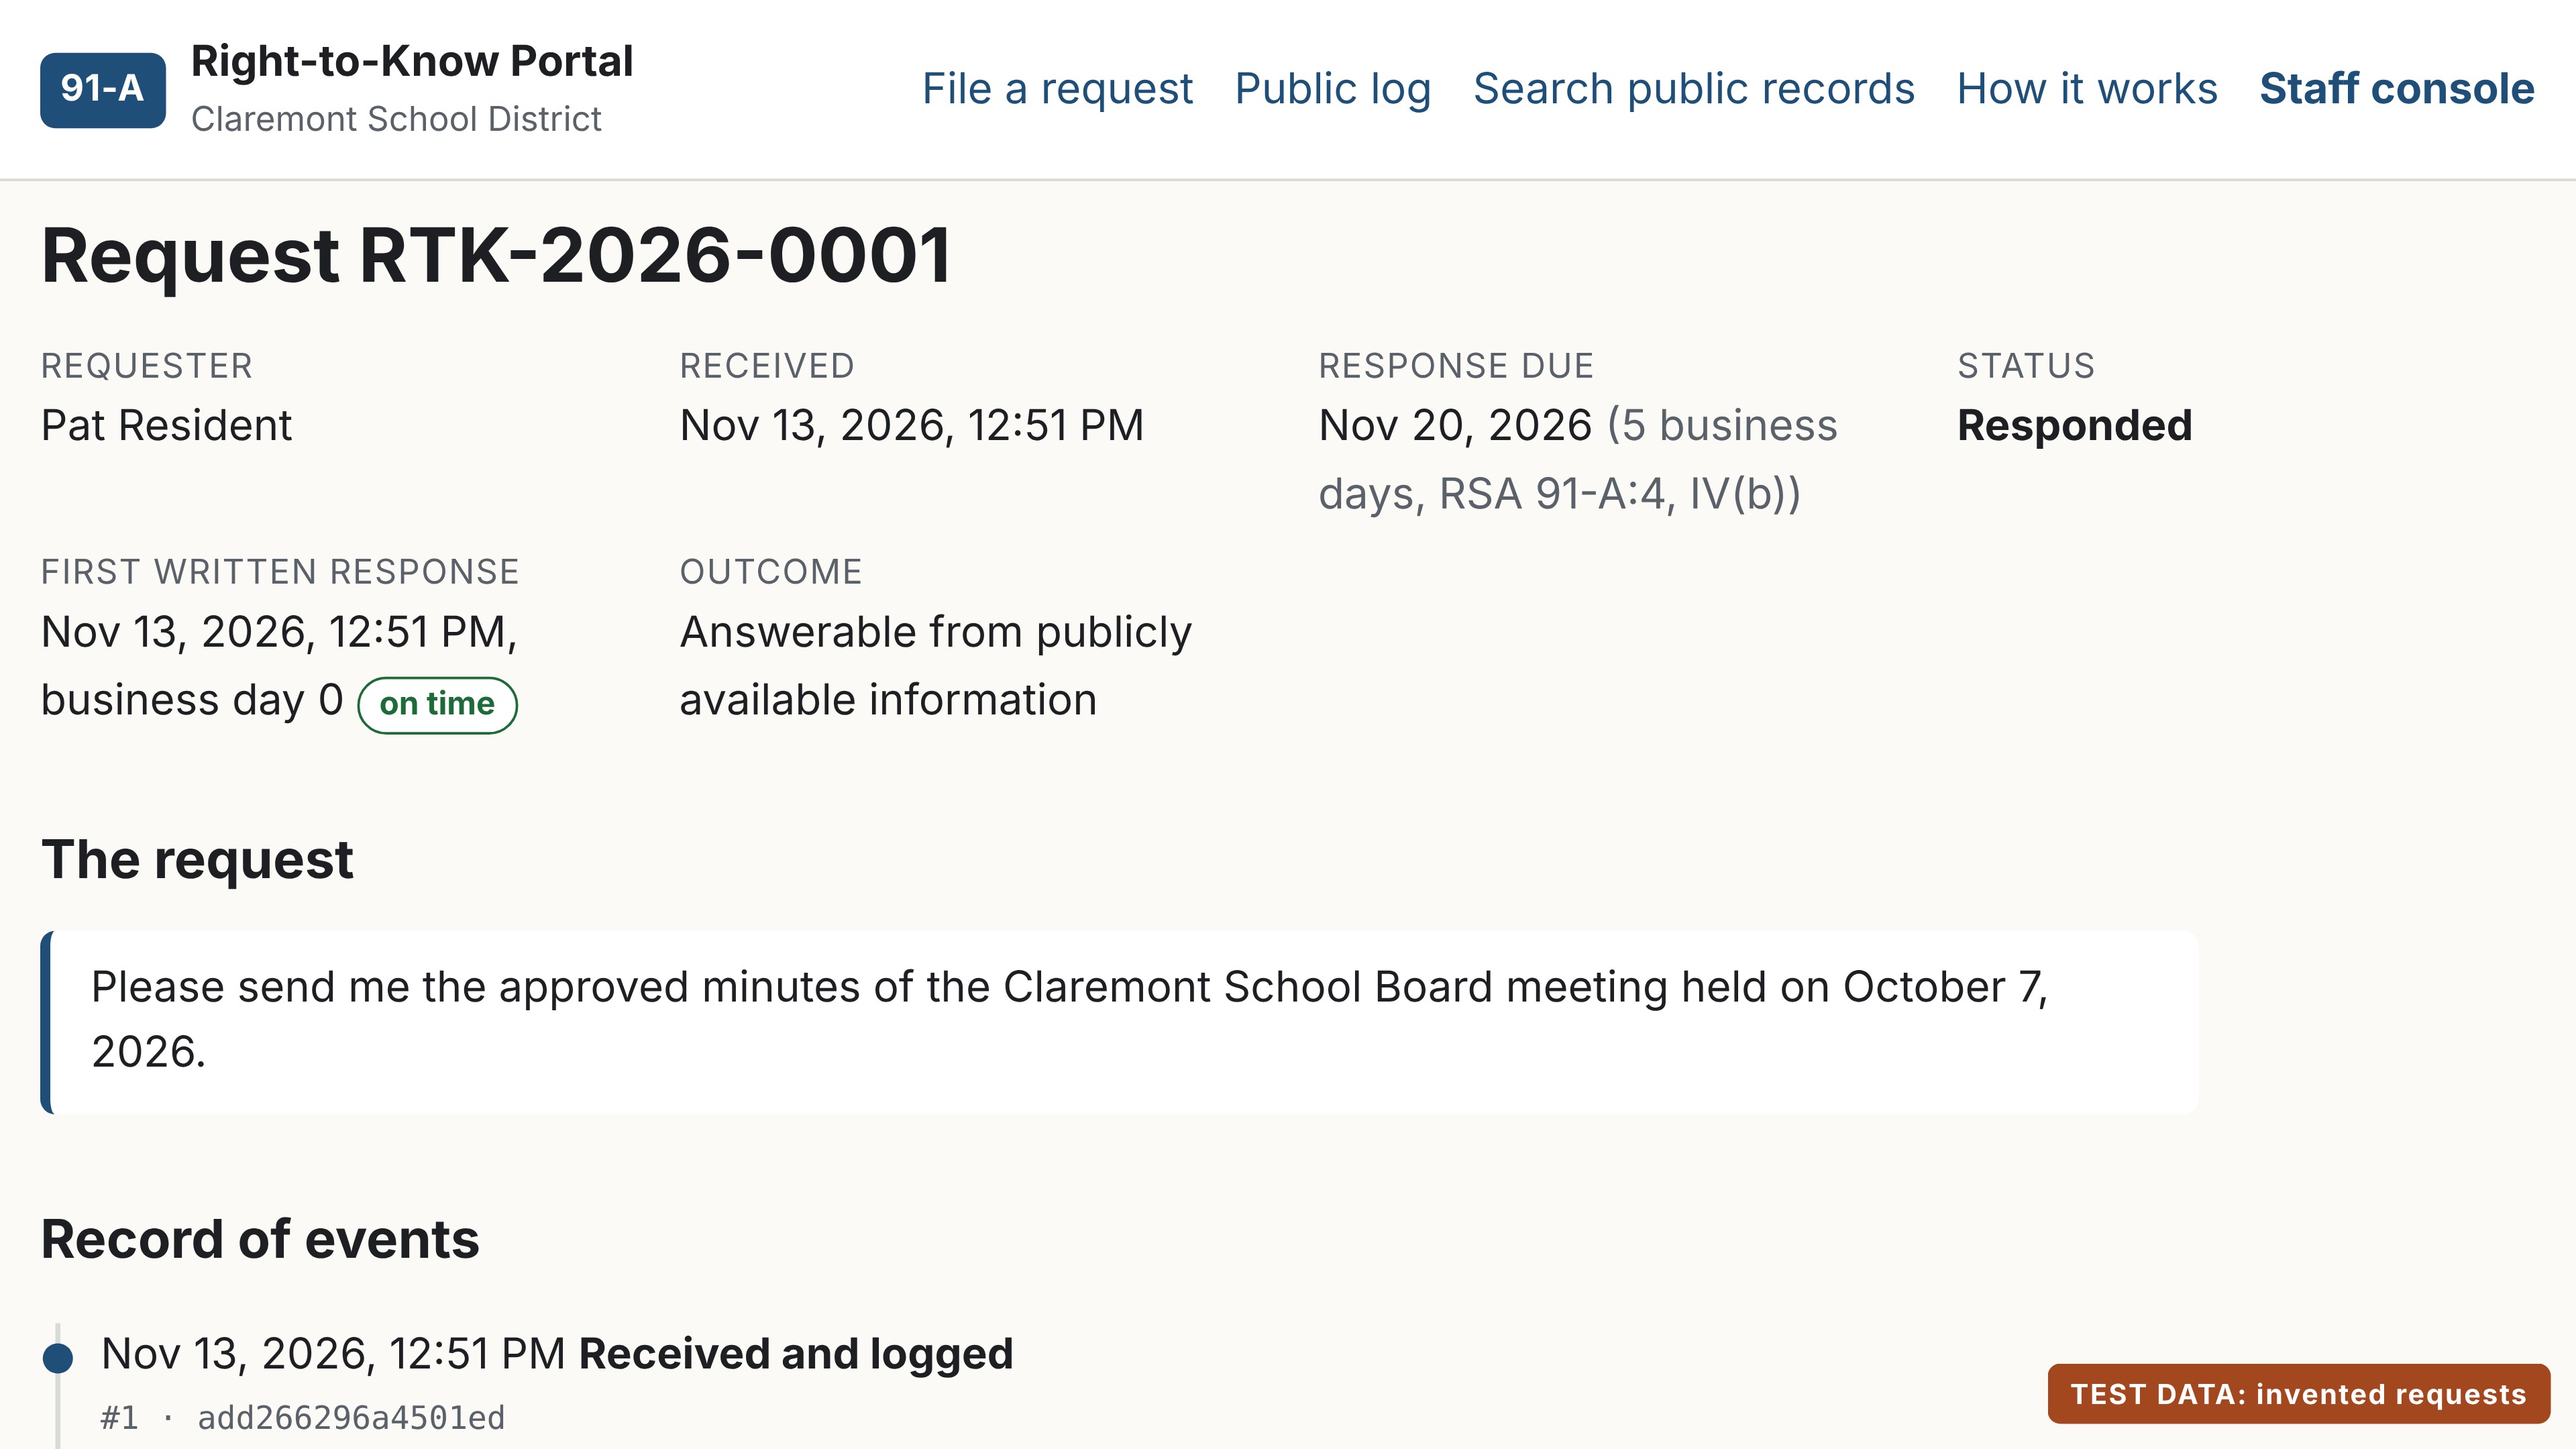 91-A
Right-to-Know Portal
Claremont School District
File a request
Public log
Search public records
How it works
Staff console
Request RTK-2026-0001
REQUESTER
Pat Resident
RECEIVED
Nov 13, 2026, 12:51 PM
RESPONSE DUE
Nov 20, 2026 (5 business
days, RSA 91-A:4, IV(b))
STATUS
Responded
FIRST WRITTEN RESPONSE
Nov 13, 2026, 12:51 PM,
business day 0 on time
OUTCOME
Answerable from publicly
available information
The request
Please send me the approved minutes of the Claremont School Board meeting held on October 7,
2026.
Record of events
Nov 13, 2026, 12:51 PM Received and logged
#1 · add266296a4501ed
TEST DATA: invented requests